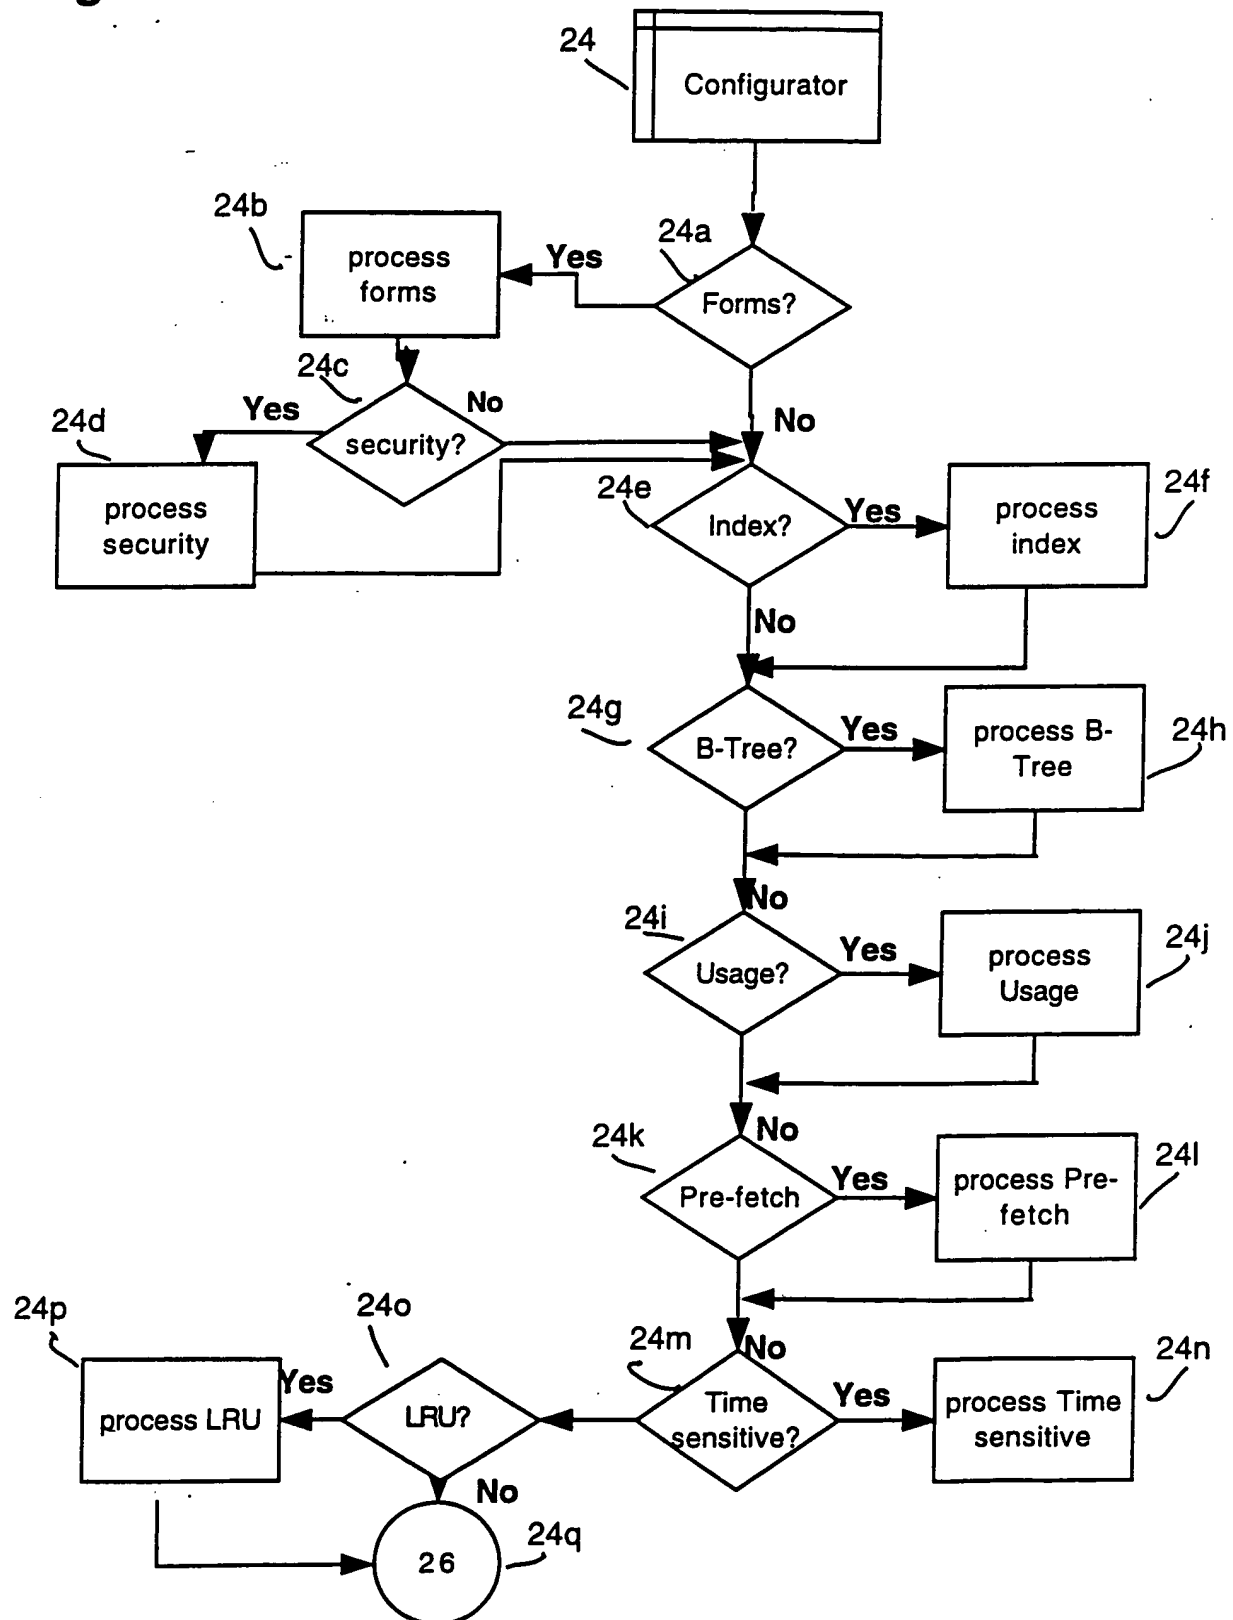 24
Configurator
24b
24a
process
forms
Yes
Forms?
24c
No
No
24d
Yes
security?
24e
24f
process
security
Index?
Yes
process
index
No
24g
24h
B-Tree?
Yes
process B-
Tree
No
24i
24j
Usage?
Yes
process
Usage
24k
No
24l
Pre-fetch
Yes
process Pre-
fetch
24p
24o
24m
No
24n
process LRU
Yes
LRU?
Time
sensitive?
Yes
process Time
sensitive
No
26
24q